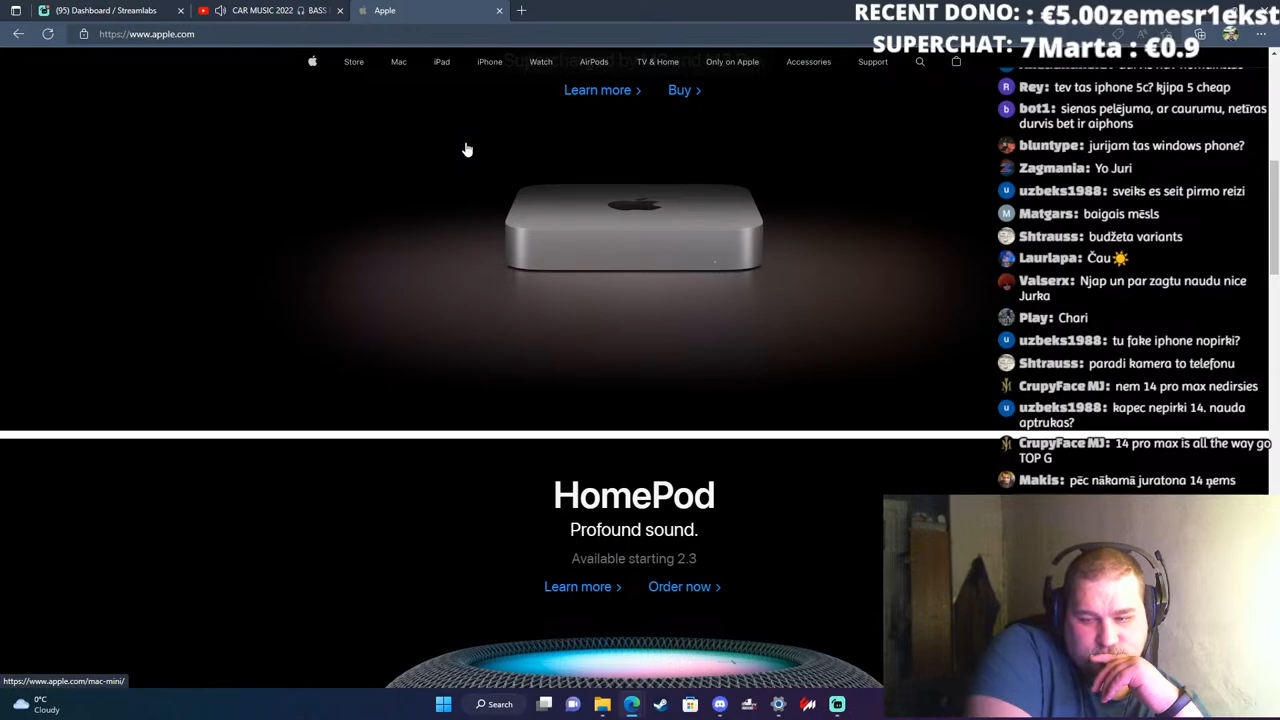 (95) Dashboard / Streamlabs
CAR MUSIC 2022 🎧 BASS
Apple
RECENT DONO: : €5.00zemesr1ekst
https://www.apple.com
SUPERCHAT: 7Marta : €0.9
Store Mac iPad iPhone Watch AirPods TV & Home Only on Apple Accessories Support
Learn more > Buy >
Rey: tev tas iphone 5c? kjipa 5 cheap
bot1: sienas pelējuma, ar caurumu, netīras
durvis bet ir aiphons
bluntype: jurijam tas windows phone?
Zagmania: Yo Juri
uzbeks1988: sveiks es seit pirmo reizi
Matgars: baigais mēsls
Shtrauss: budžeta variants
Laurlapa: Čau☀️
Valserx: Njap un par zagtu naudu nice
Jurka
Play: Chari
uzbeks1988: tu fake iphone nopirki?
Shtrauss: paradi kamera to telefonu
CrupyFace MJ: nem 14 pro max nedirsies
uzbeks1988: kapec nepirki 14. nauda
aptrukas?
CrupyFace MJ: 14 pro max is all the way go
TOP G
Makis: pēc nākamā juratona 14 ņems
HomePod
Profound sound.
Available starting 2.3
Learn more > Order now >
https://www.apple.com/mac-mini/
0°C
Cloudy
Search